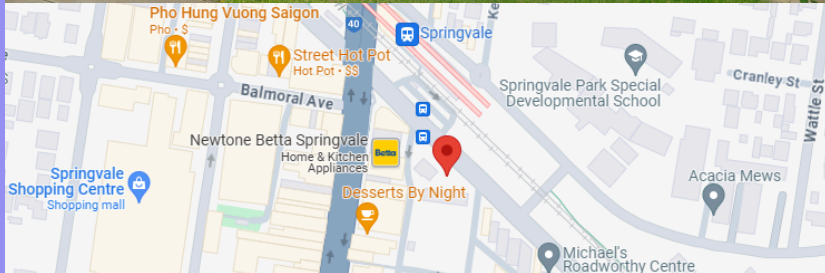 Pho Hung Vuong Saigon
Pho • $
40
Springvale
Street Hot Pot
Hot Pot • $$
Ke
Balmoral Ave
Springvale Park Special
Developmental School
Cranley St
Wattle St
Newtone Betta Springvale
Home & Kitchen
Appliances
Betta
Springvale
Shopping Centre
Shopping mall
Desserts By Night
Acacia Mews
Michael's
Roadworthy Centre